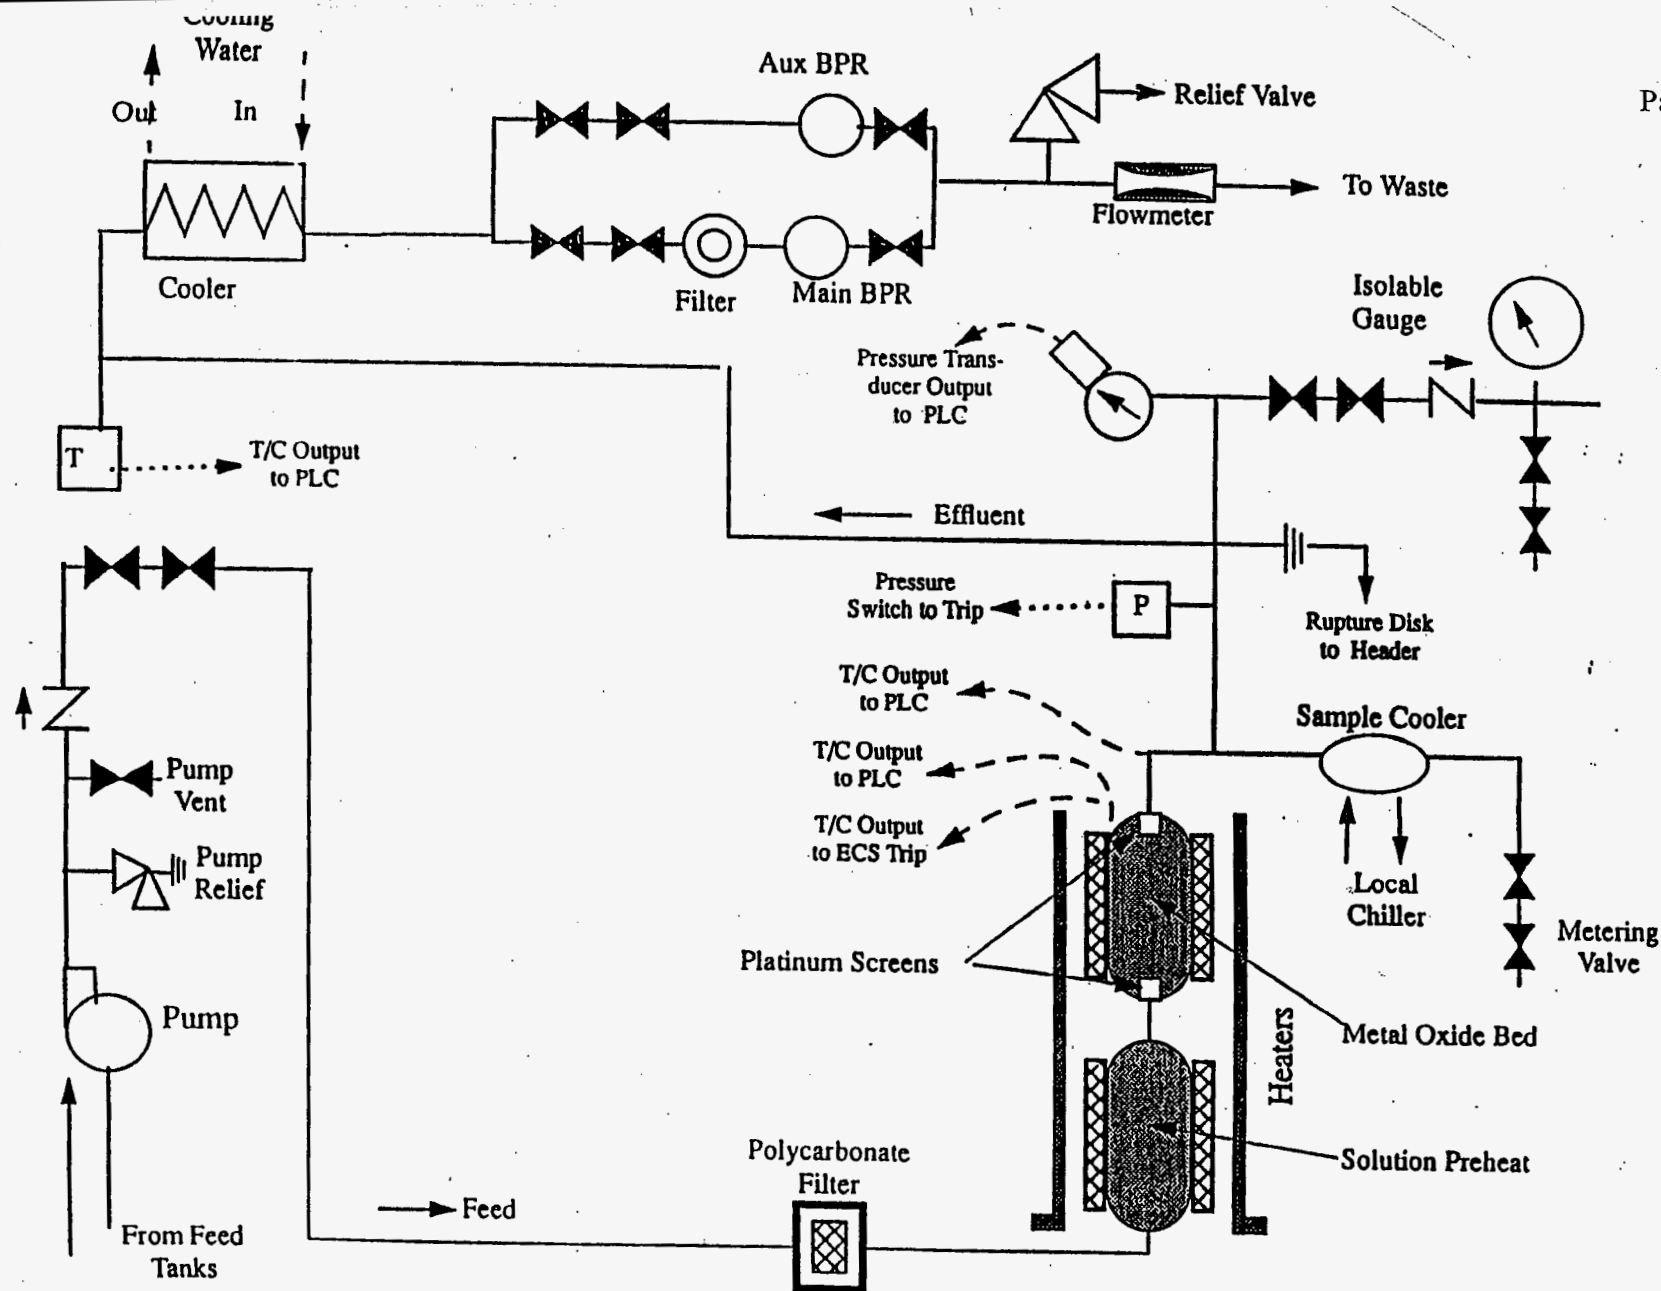 Cooling
Water
Out
In
Cooler
Aux BPR
Relief Valve
To Waste
Flowmeter
Filter
Main BPR
Isolable
Gauge
Pressure Trans-
ducer Output
to PLC
T
T/C Output
to PLC
Effluent
Pressure
Switch to Trip
P
Rupture Disk
to Header
T/C Output
to PLC
Sample Cooler
T/C Output
to PLC
T/C Output
to ECS Trip
Pump
Vent
Pump
Relief
Local
Chiller
Metering
Valve
Platinum Screens
Pump
Metal Oxide Bed
Heaters
Solution Preheat
Polycarbonate
Filter
Feed
From Feed
Tanks